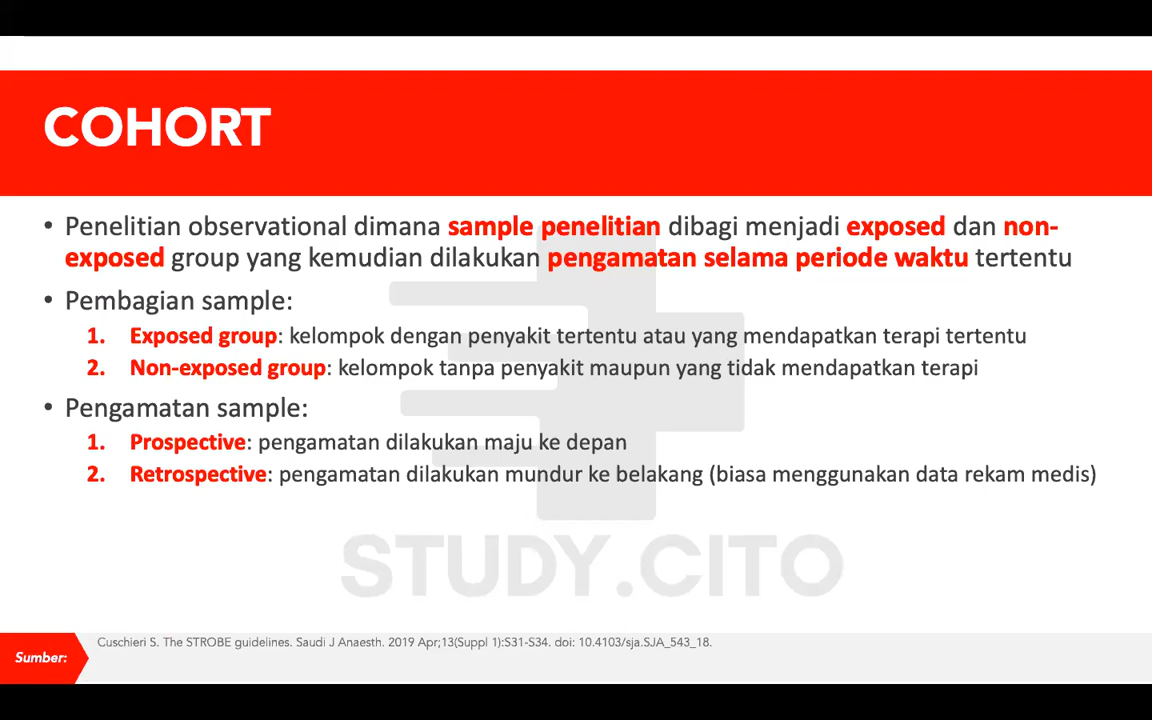 COHORT
• Penelitian observational dimana sample penelitian dibagi menjadi exposed dan non-
exposed group yang kemudian dilakukan pengamatan selama periode waktu tertentu
• Pembagian sample:
1. Exposed group: kelompok dengan penyakit tertentu atau yang mendapatkan terapi tertentu
2. Non-exposed group: kelompok tanpa penyakit maupun yang tidak mendapatkan terapi
• Pengamatan sample:
1. Prospective: pengamatan dilakukan maju ke depan
2. Retrospective: pengamatan dilakukan mundur ke belakang (biasa menggunakan data rekam medis)
STUDY.CITO
Cuschieri S. The STROBE guidelines. Saudi J Anaesth. 2019 Apr;13(Suppl 1):S31-S34. doi: 10.4103/sja.SJA_543_18.
Sumber: